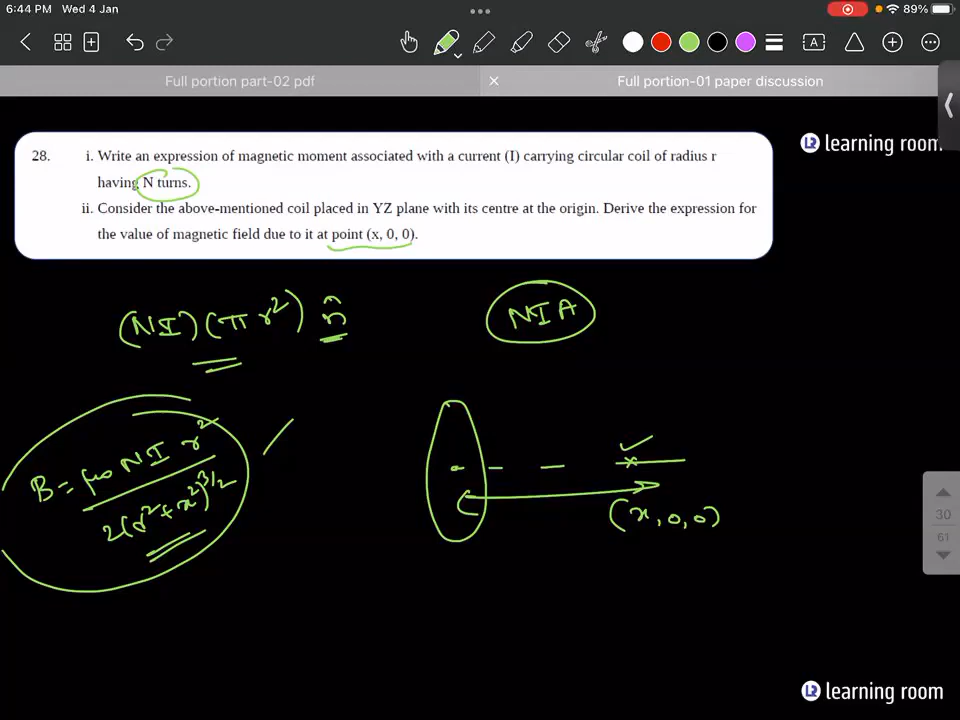 6:44 PM Wed 4 Jan
89%
Full portion part-02 pdf
Full portion-01 paper discussion
learning room
28. i. Write an expression of magnetic moment associated with a current (I) carrying circular coil of radius r
having N turns.
ii. Consider the above-mentioned coil placed in YZ plane with its centre at the origin. Derive the expression for
the value of magnetic field due to it at point (x, 0, 0).
(NI)(πr²) n̂
NIA
B = μ₀NI r²
2(r²+x²)^3/2
(x,0,0)
30
61
learning room